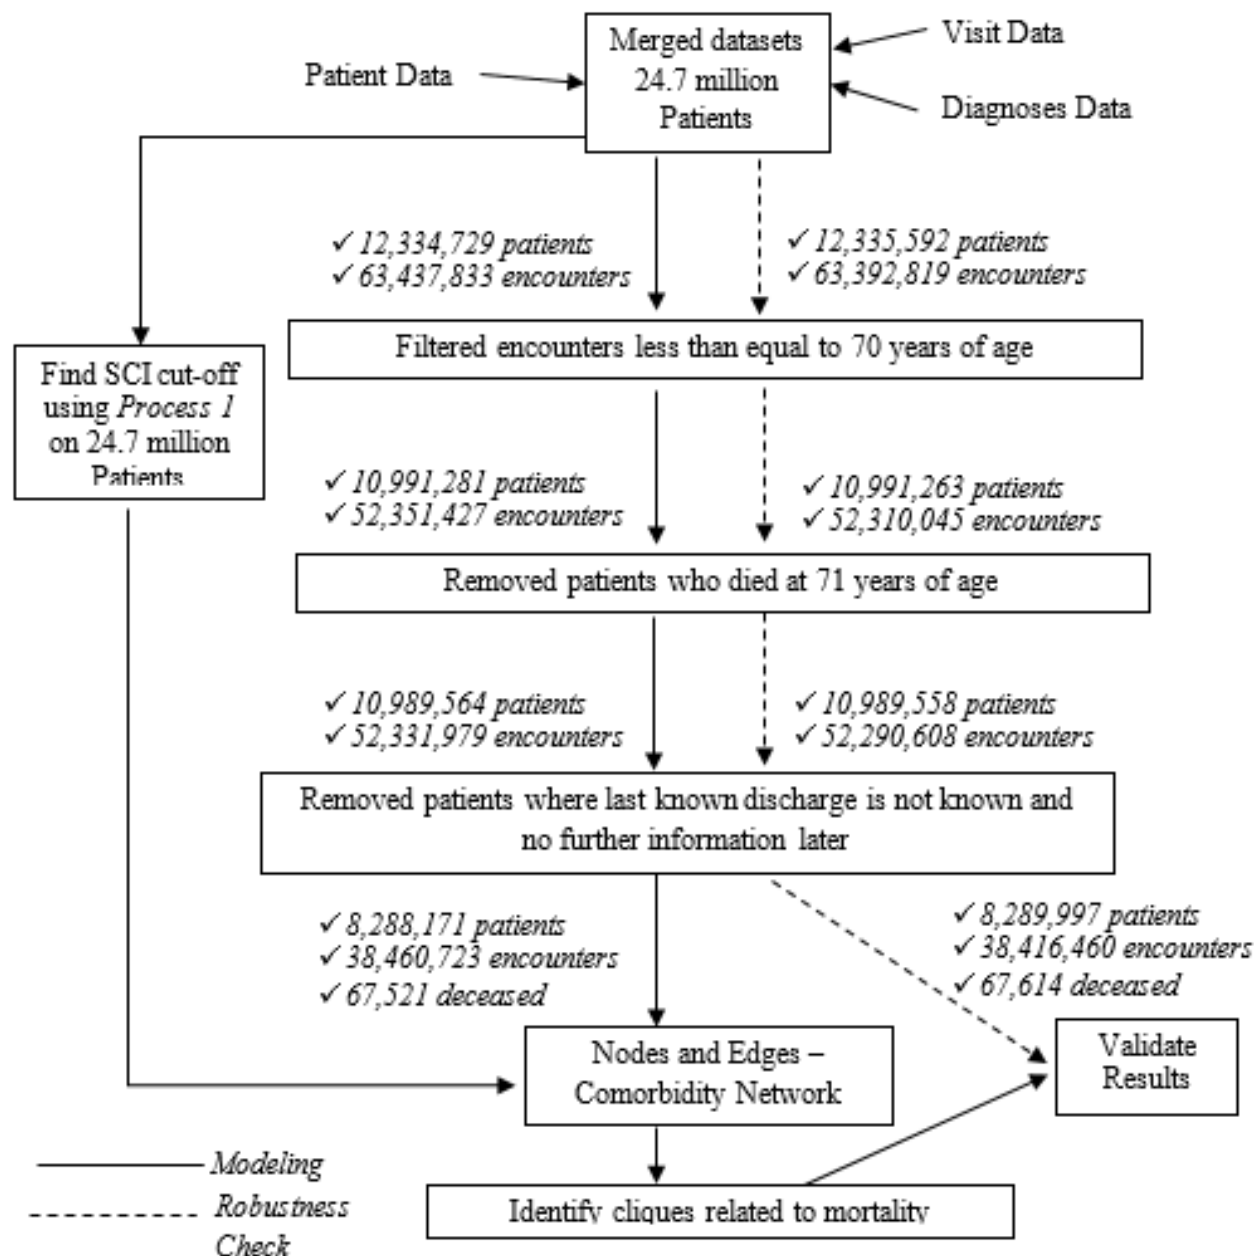 Merged datasets
24.7 million
Patients
Visit Data
Patient Data
Diagnoses Data
✓ 12,334,729 patients
✓ 63,437,833 encounters
✓ 12,335,592 patients
✓ 63,392,819 encounters
Filtered encounters less than equal to 70 years of age
Find SCI cut-off
using Process 1
on 24.7 million
Patients
✓ 10,991,281 patients
✓ 52,351,427 encounters
✓ 10,991,263 patients
✓ 52,310,045 encounters
Removed patients who died at 71 years of age
✓ 10,989,564 patients
✓ 52,331,979 encounters
✓ 10,989,558 patients
✓ 52,290,608 encounters
Removed patients where last known discharge is not known and
no further information later
✓ 8,288,171 patients
✓ 38,460,723 encounters
✓ 67,521 deceased
✓ 8,289,997 patients
✓ 38,416,460 encounters
✓ 67,614 deceased
Nodes and Edges –
Comorbidity Network
Validate
Results
Identify cliques related to mortality
Modeling
Robustness
Check